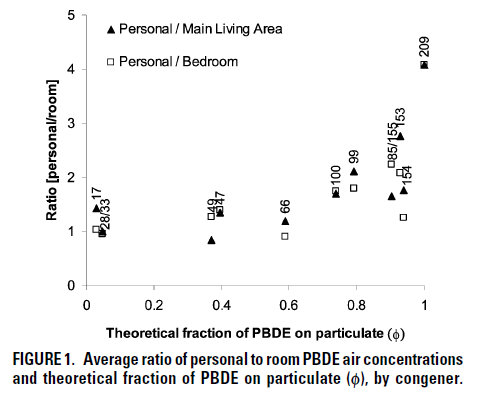 5
▲ Personal / Main Living Area
□ Personal / Bedroom
209
4
Ratio [personal/room]
3
153
85/155
99
154
2
100
17
49
47
66
28/33
1
0
0 0.2 0.4 0.6 0.8 1
Theoretical fraction of PBDE on particulate (ϕ)
FIGURE 1. Average ratio of personal to room PBDE air concentrations
and theoretical fraction of PBDE on particulate (ϕ), by congener.